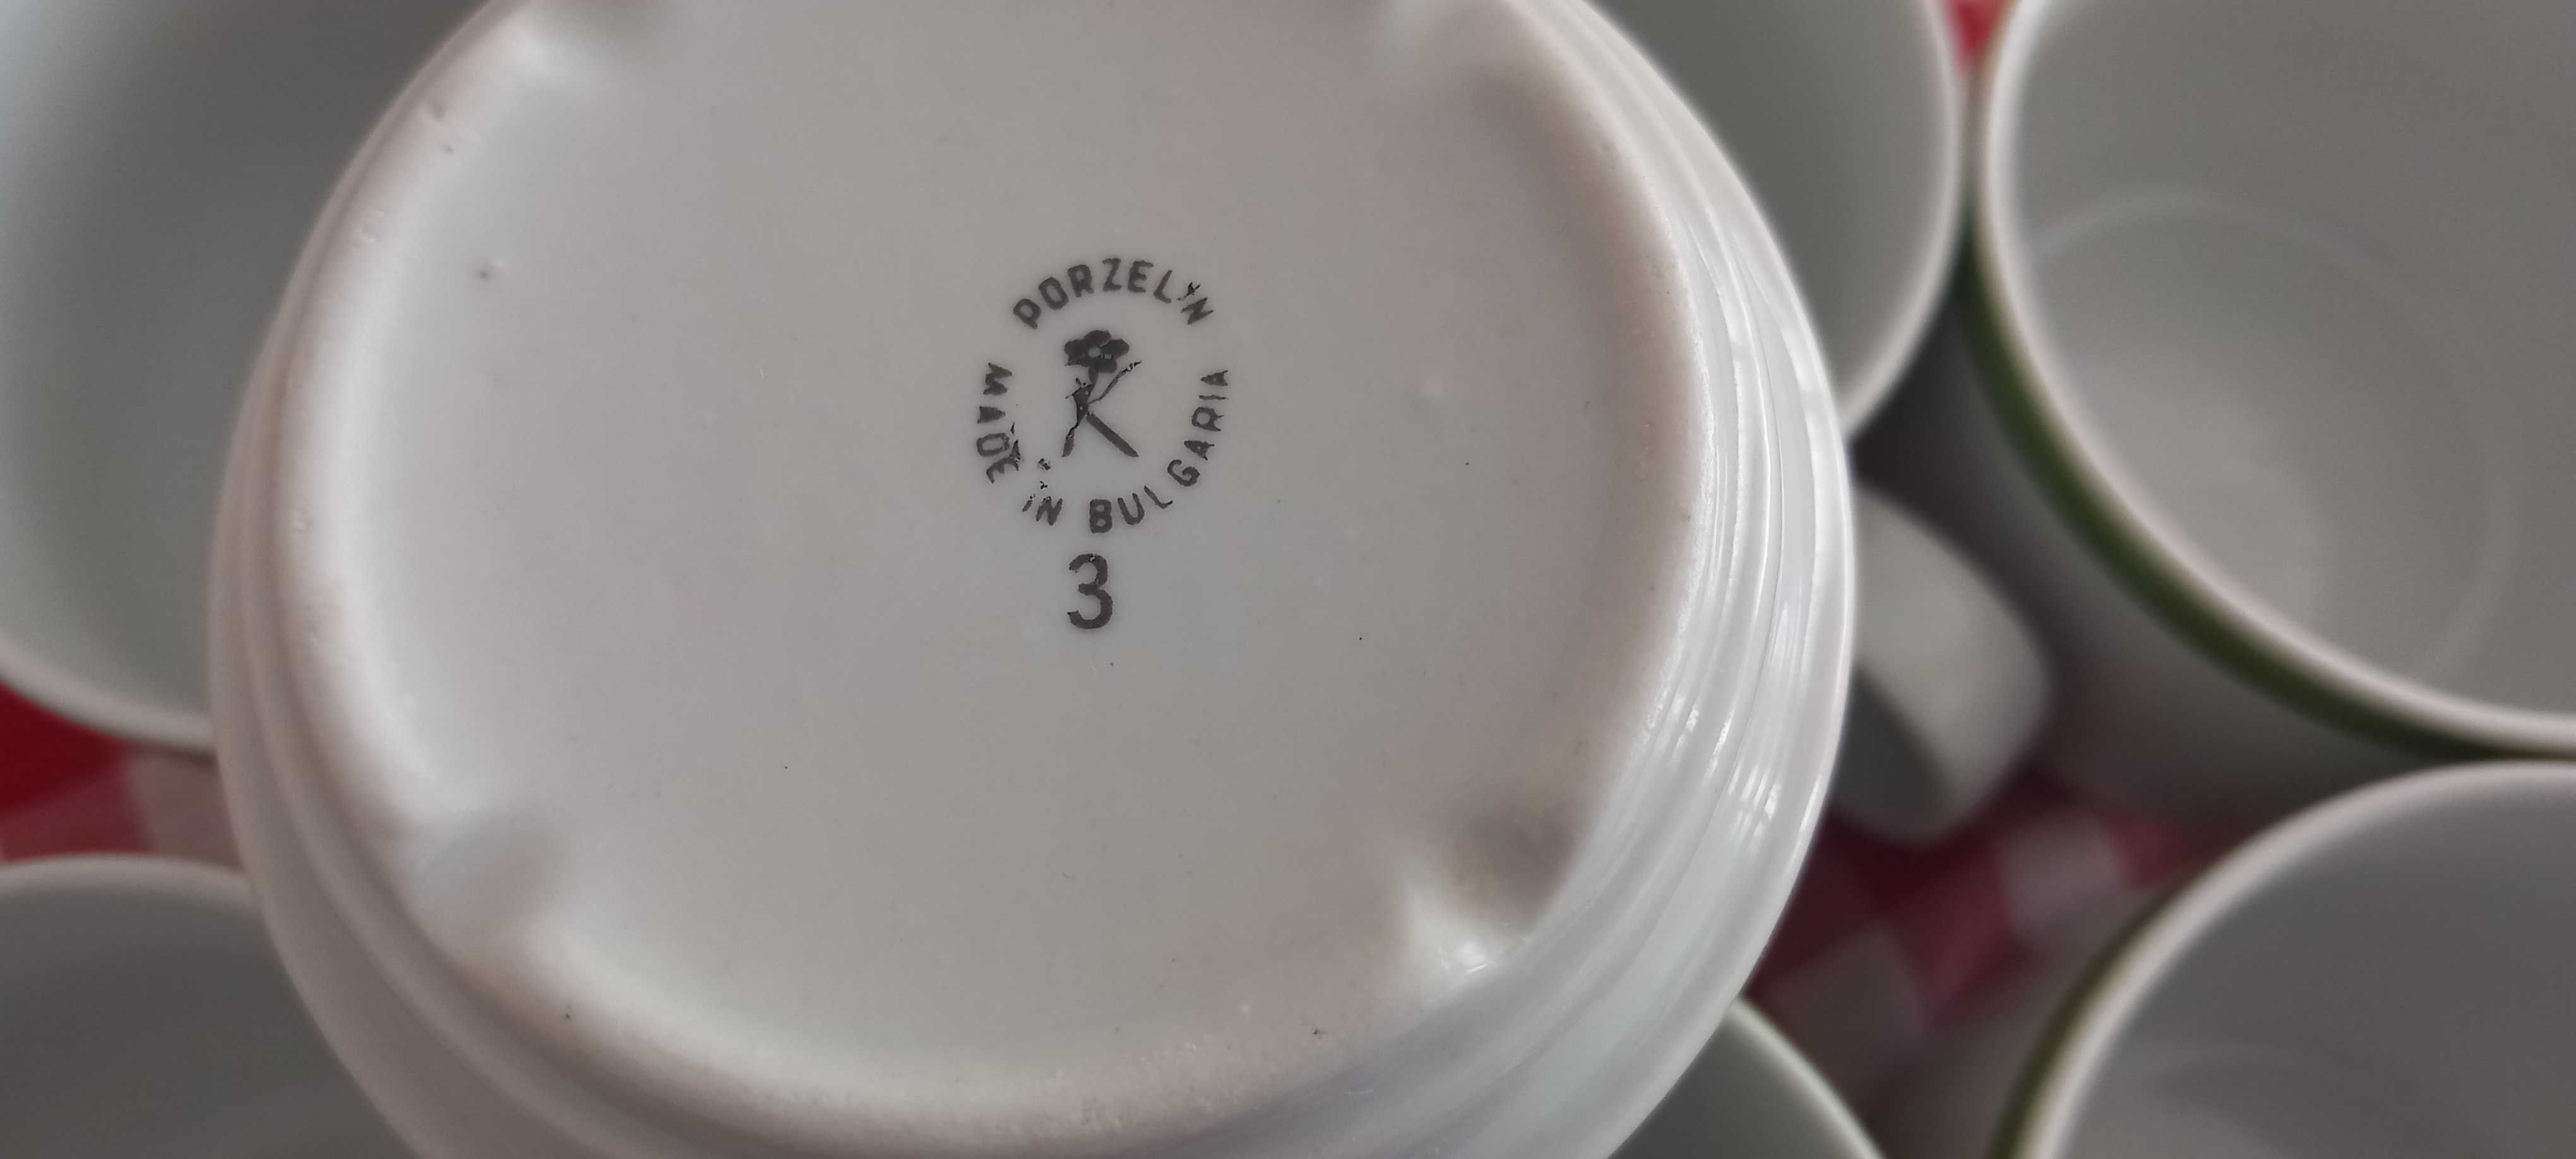 PORZELAN
K
MADE IN BULGARIA
3